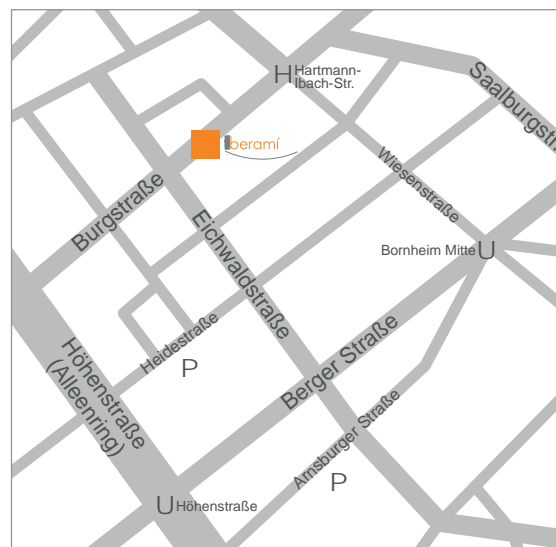 H
Hartmann-
Ibach-Str.
Saalburgstr.
iberamí
Wiesenstraße
Burgstraße
Eichwaldstraße
Bornheim Mitte U
Heidestraße
P
Höhenstraße
(Alleenring)
Berger Straße
Arnsburger Straße
P
U Höhenstraße